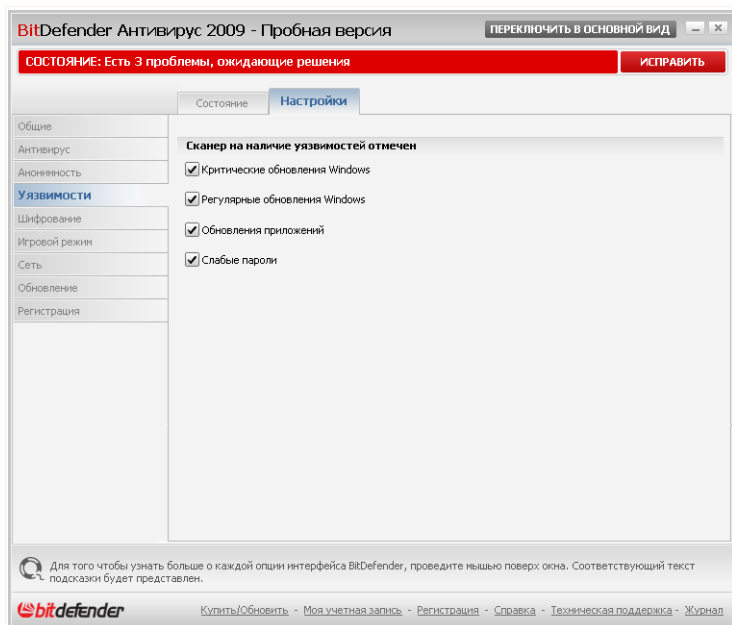 BitDefender Антивирус 2009 - Пробная версия
ПЕРЕКЛЮЧИТЬ В ОСНОВНОЙ ВИД
СОСТОЯНИЕ: Есть 3 проблемы, ожидающие решения
ИСПРАВИТЬ
Состояние
Настройки
Общие
Антивирус
Анонимность
Уязвимости
Шифрование
Игровой режим
Сеть
Обновление
Регистрация
Сканер на наличие уязвимостей отмечен
Критические обновления Windows
Регулярные обновления Windows
Обновления приложений
Слабые пароли
Для того чтобы узнать больше о каждой опции интерфейса BitDefender, проведите мышью поверх окна. Соответствующий текст
подсказки будет представлен.
bitdefender
Купить/Обновить - Моя учетная запись - Регистрация - Справка - Техническая поддержка - Журнал